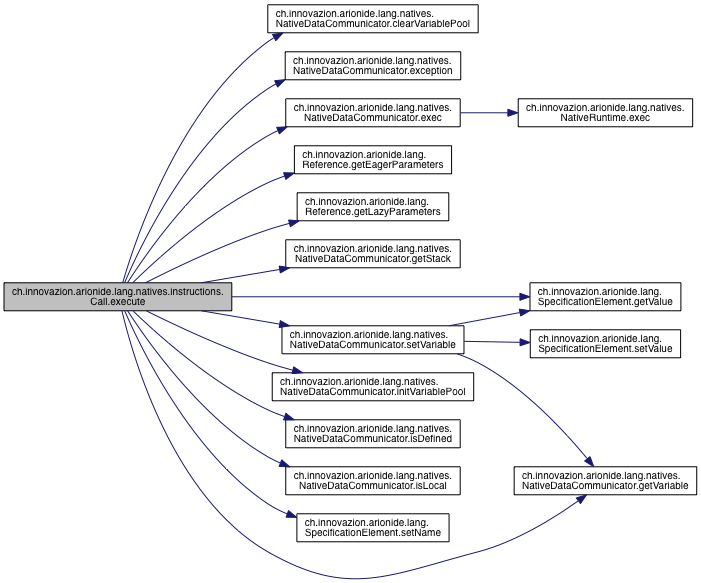 ch.innovazion.arionide.lang.natives.
NativeDataCommunicator.clearVariablePool
ch.innovazion.arionide.lang.natives.
NativeDataCommunicator.exception
ch.innovazion.arionide.lang.natives.
NativeDataCommunicator.exec
ch.innovazion.arionide.lang.natives.
NativeRuntime.exec
ch.innovazion.arionide.lang.
Reference.getEagerParameters
ch.innovazion.arionide.lang.
Reference.getLazyParameters
ch.innovazion.arionide.lang.natives.
NativeDataCommunicator.getStack
ch.innovazion.arionide.lang.natives.instructions.
Call.execute
ch.innovazion.arionide.lang.
SpecificationElement.getValue
ch.innovazion.arionide.lang.natives.
NativeDataCommunicator.setVariable
ch.innovazion.arionide.lang.
SpecificationElement.setValue
ch.innovazion.arionide.lang.natives.
NativeDataCommunicator.initVariablePool
ch.innovazion.arionide.lang.natives.
NativeDataCommunicator.isDefined
ch.innovazion.arionide.lang.natives.
NativeDataCommunicator.isLocal
ch.innovazion.arionide.lang.natives.
NativeDataCommunicator.getVariable
ch.innovazion.arionide.lang.
SpecificationElement.setName